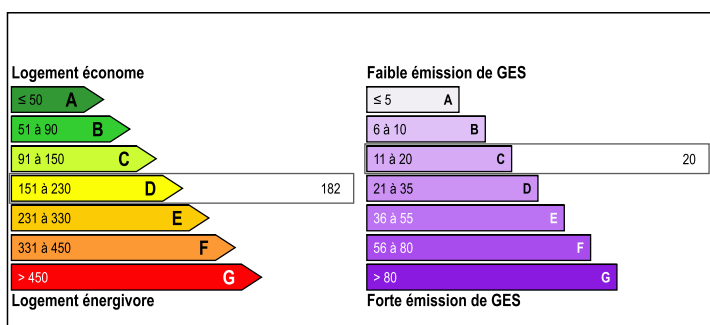 Logement économe
≤ 50 A
51 à 90 B
91 à 150 C
151 à 230 D 182
231 à 330 E
331 à 450 F
> 450 G
Logement énergivore
Faible émission de GES
≤ 5 A
6 à 10 B
11 à 20 C 20
21 à 35 D
36 à 55 E
56 à 80 F
> 80 G
Forte émission de GES